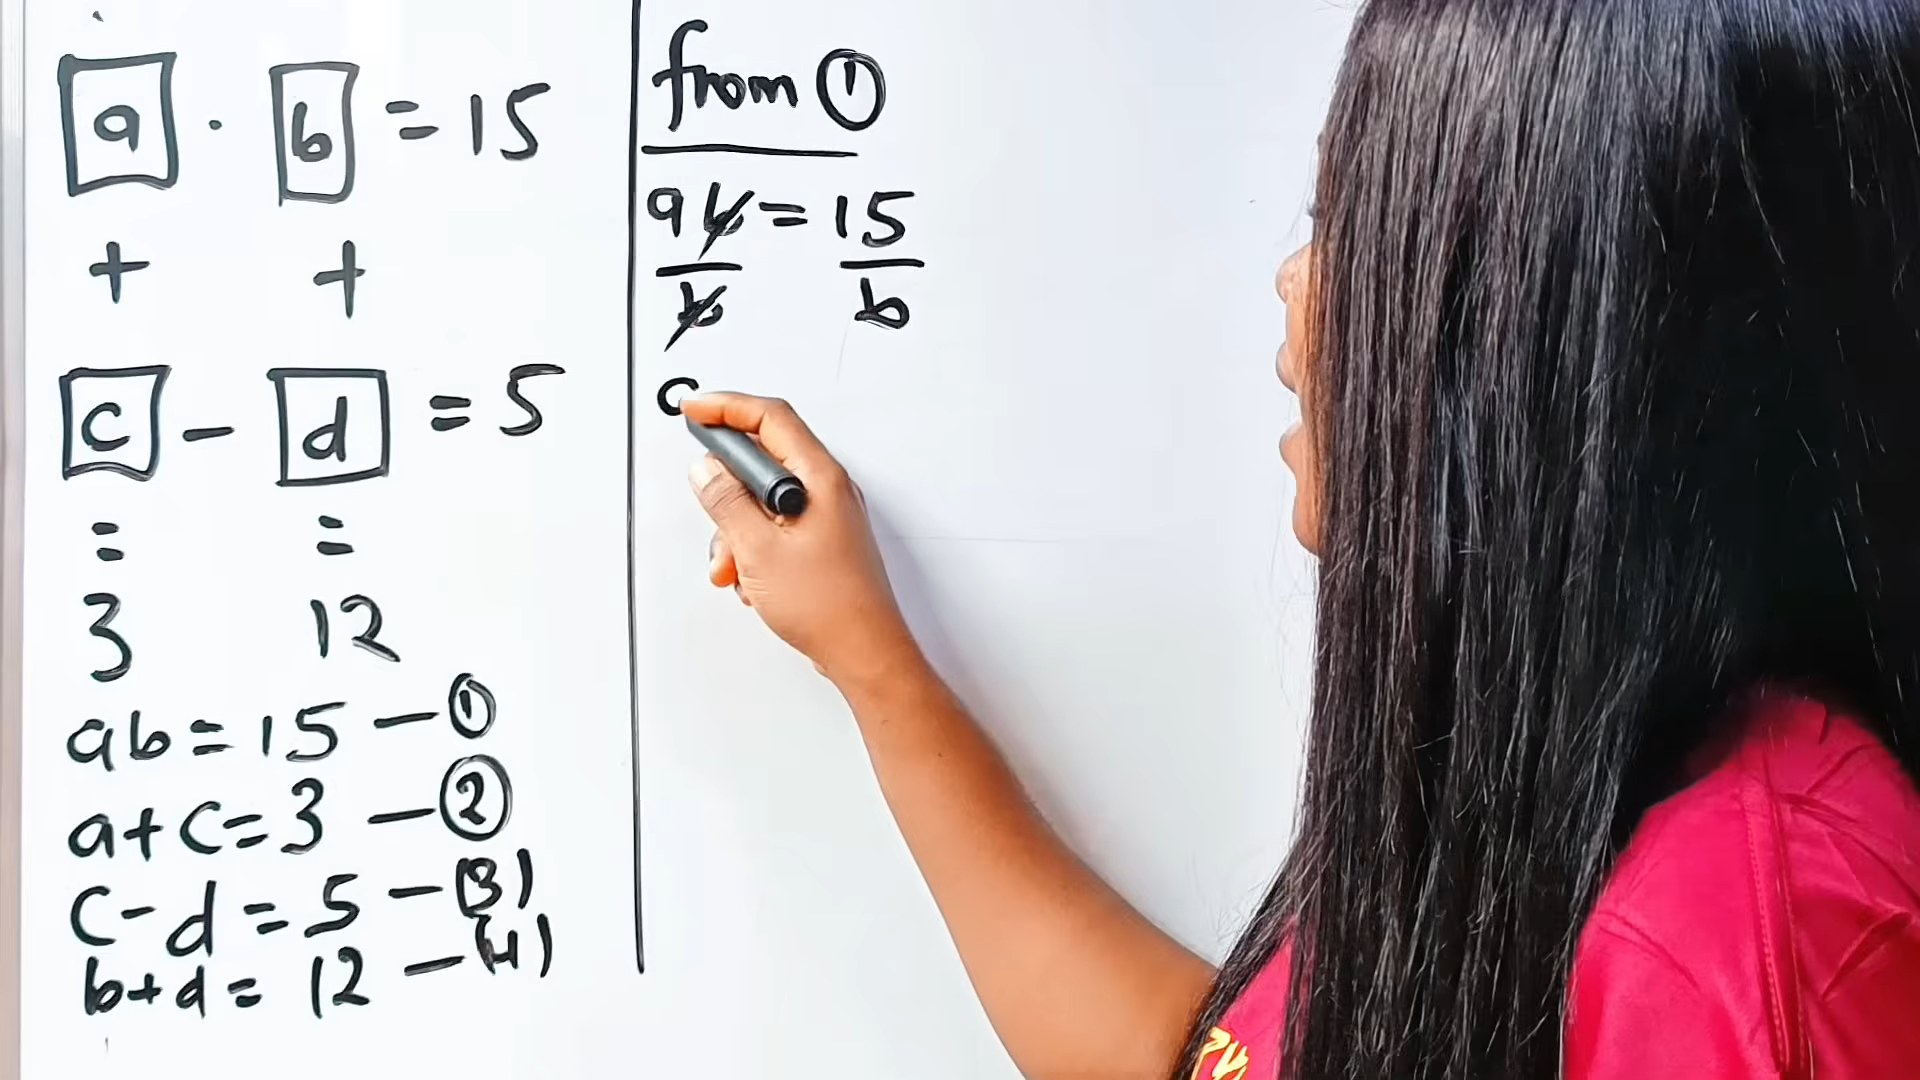 a · b = 15
+ +
c - d = 5
= =
3 12
ab = 15 - ①
a+c = 3 - ②
c-d = 5 - (3)
b+d = 12 - (4)
from ①
ab = 15
b b